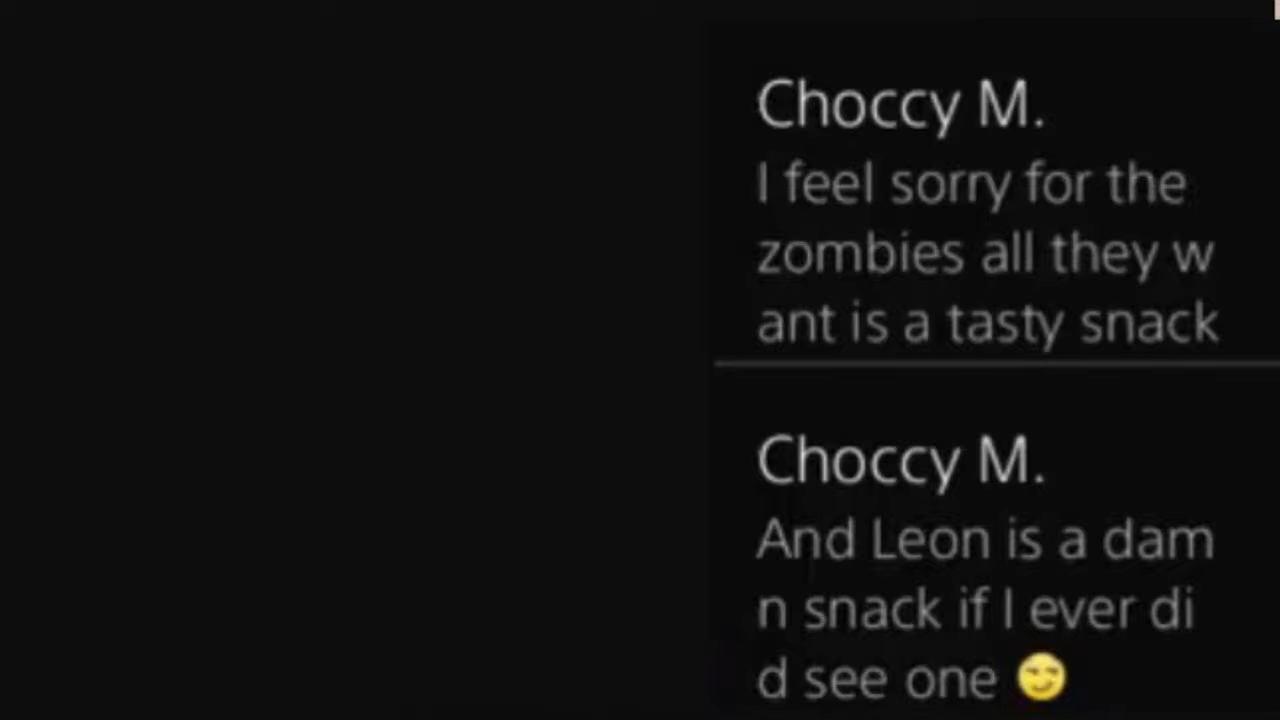 Choccy M.
I feel sorry for the
zombies all they w
ant is a tasty snack
Choccy M.
And Leon is a dam
n snack if I ever di
d see one 😏